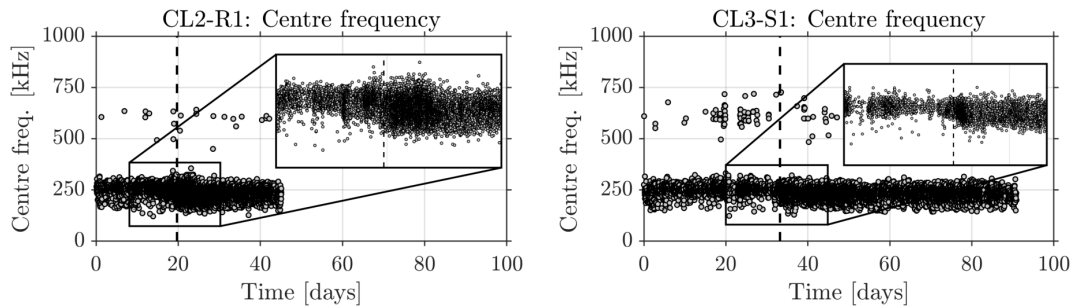 CL2-R1: Centre frequency
Centre freq. [kHz]
1000
750
500
250
0
0 20 40 60 80 100
Time [days]
CL3-S1: Centre frequency
Centre freq. [kHz]
1000
750
500
250
0
0 20 40 60 80 100
Time [days]